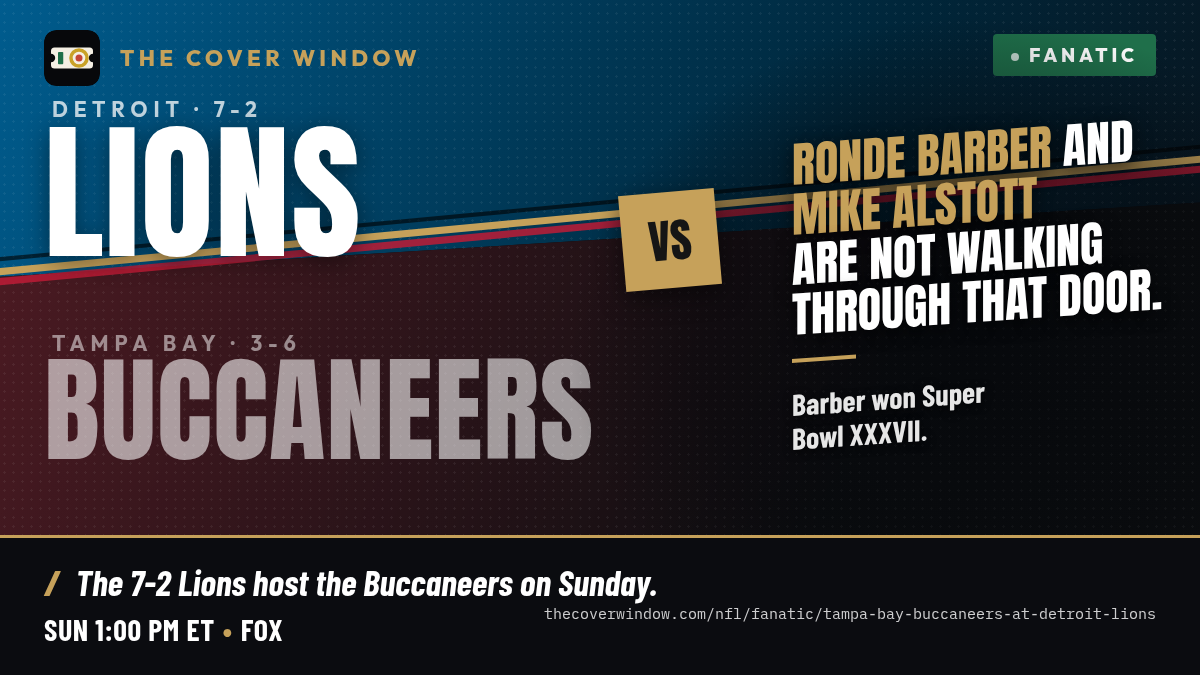 THE COVER WINDOW
FANATIC
DETROIT · 7-2
LIONS
VS
TAMPA BAY · 3-6
BUCCANEERS
RONDE BARBER AND
MIKE ALSTOTT
ARE NOT WALKING
THROUGH THAT DOOR.
Barber won Super
Bowl XXXVII.
/ The 7-2 Lions host the Buccaneers on Sunday.
SUN 1:00 PM ET • FOX
thecoverwindow.com/nfl/fanatic/tampa-bay-buccaneers-at-detroit-lions